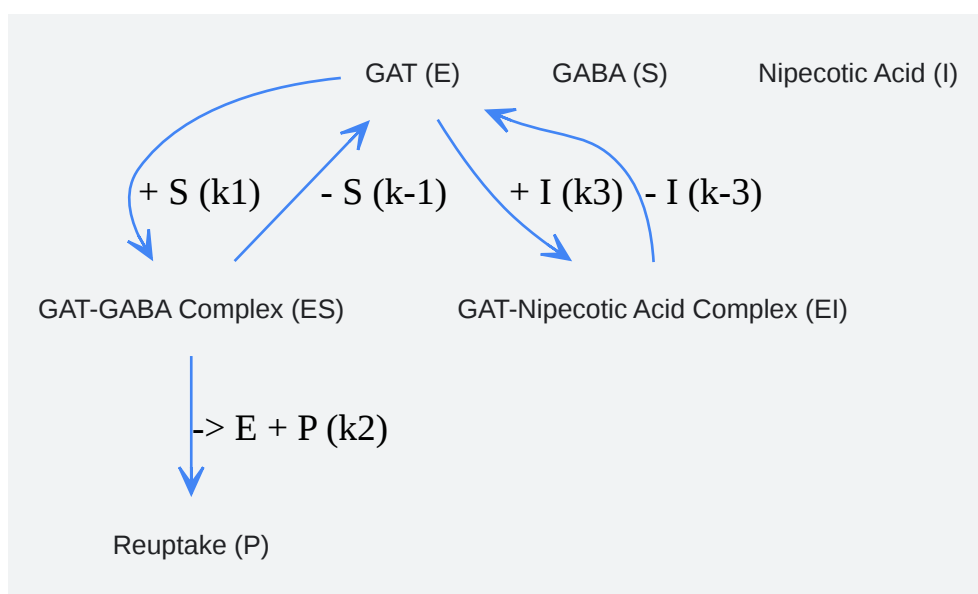 GAT (E) GABA (S) Nipecotic Acid (I)
+ S (k1) - S (k-1) + I (k3) - I (k-3)
GAT-GABA Complex (ES) GAT-Nipecotic Acid Complex (EI)
-> E + P (k2)
Reuptake (P)